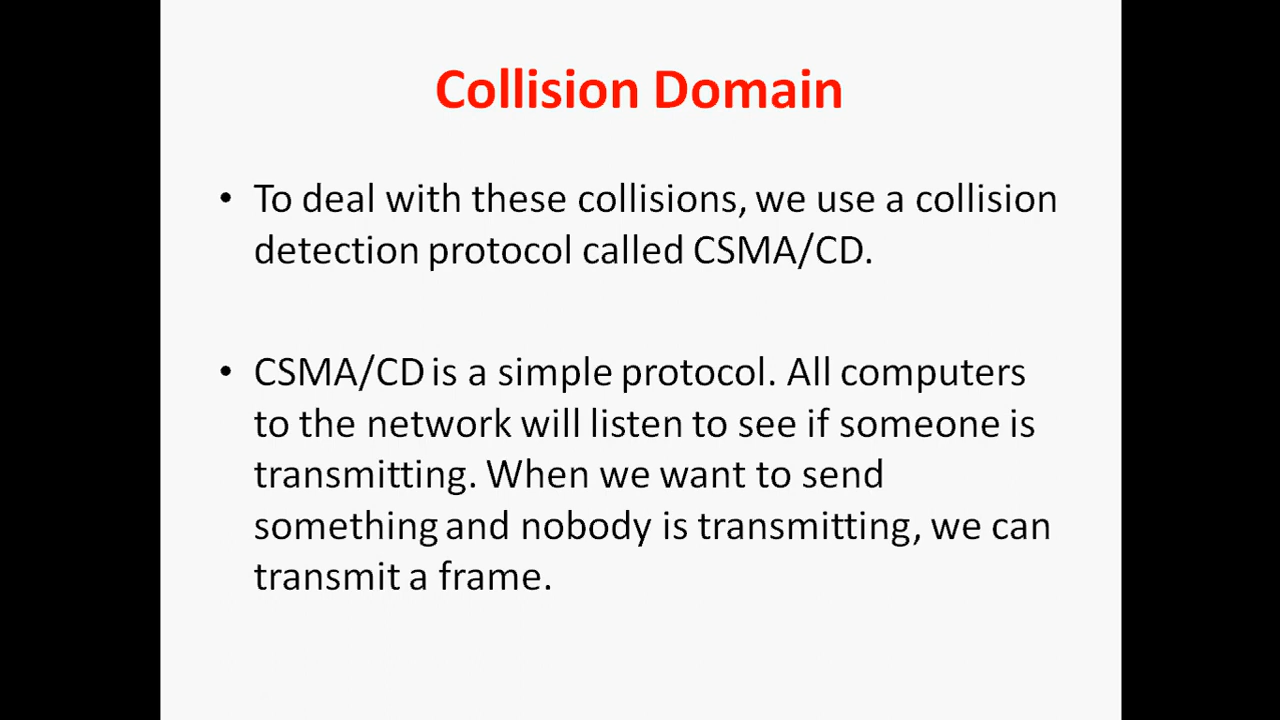 Collision Domain
• To deal with these collisions, we use a collision
detection protocol called CSMA/CD.
• CSMA/CD is a simple protocol. All computers
to the network will listen to see if someone is
transmitting. When we want to send
something and nobody is transmitting, we can
transmit a frame.